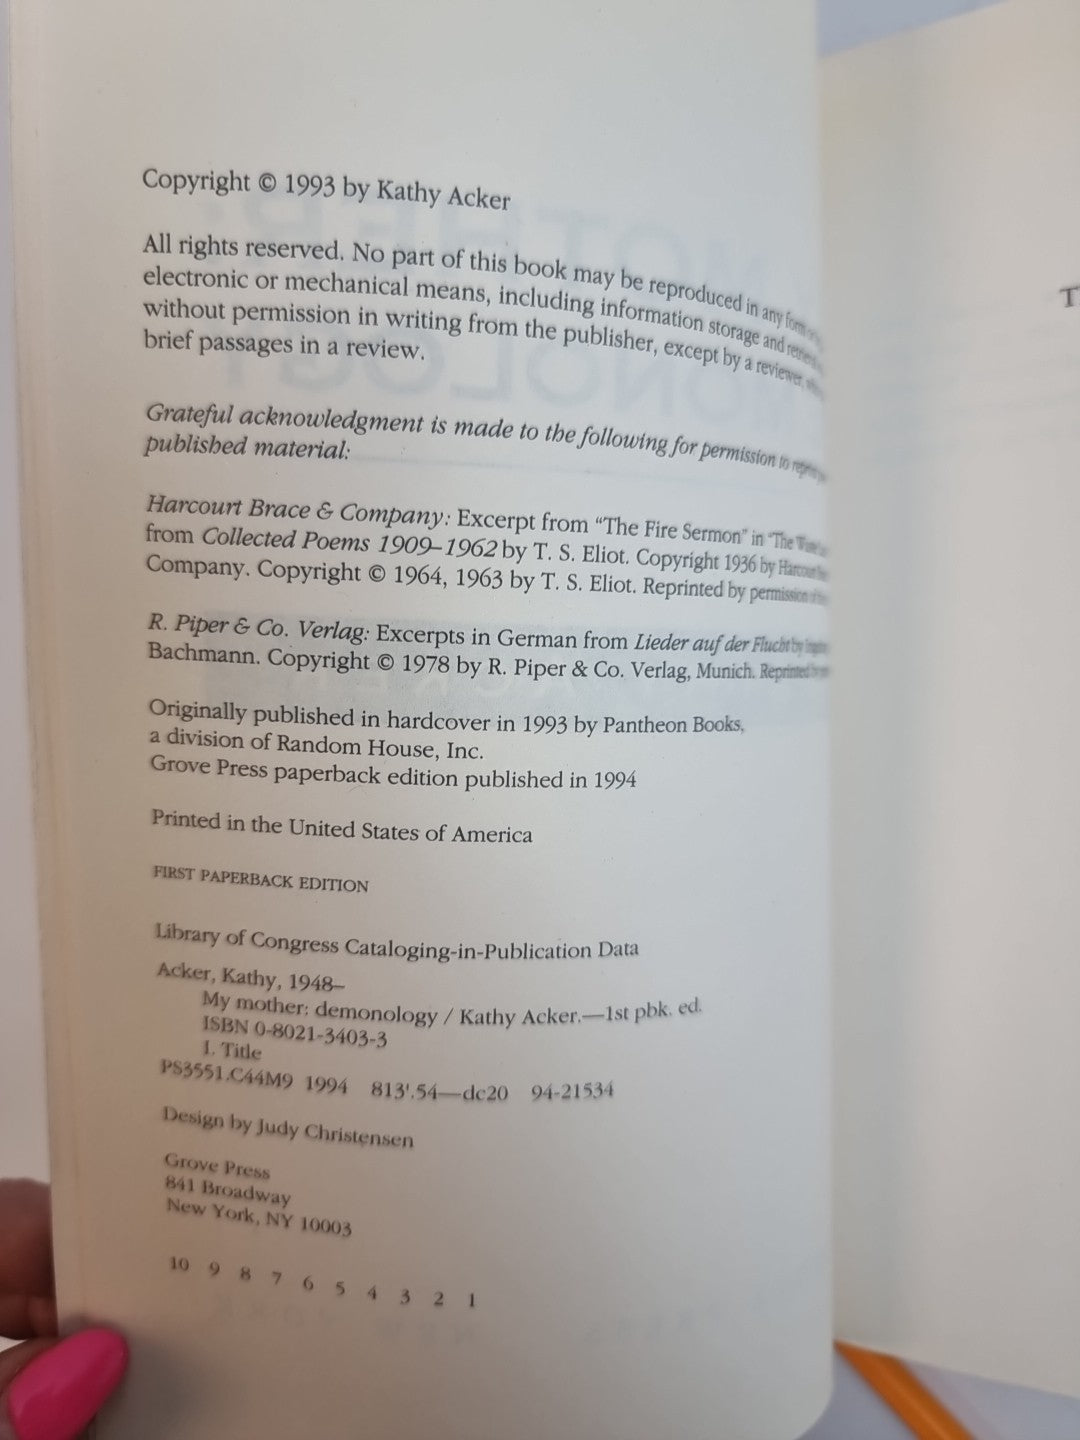 Copyright © 1993 by Kathy Acker
All rights reserved. No part of this book may be reproduced in any form
electronic or mechanical means, including information storage and
without permission in writing from the publisher, except by a reviewer,
brief passages in a review.
Grateful acknowledgment is made to the following for permission to
published material:
Harcourt Brace & Company: Excerpt from “The Fire Sermon” in “The
from Collected Poems 1909–1962 by T. S. Eliot. Copyright 1936 by Harcourt
Company. Copyright © 1964, 1963 by T. S. Eliot. Reprinted by permission
R. Piper & Co. Verlag: Excerpts in German from Lieder auf der Flucht by
Bachmann. Copyright © 1978 by R. Piper & Co. Verlag, Munich. Reprinted
Originally published in hardcover in 1993 by Pantheon Books,
a division of Random House, Inc.
Grove Press paperback edition published in 1994
Printed in the United States of America
FIRST PAPERBACK EDITION
Library of Congress Cataloging-in-Publication Data
Acker, Kathy, 1948–
My mother: demonology / Kathy Acker.—1st pbk. ed.
ISBN 0-8021-3403-3
I. Title
PS3551.C44M9 1994 813'.54—dc20 94-21534
Design by Judy Christensen
Grove Press
841 Broadway
New York, NY 10003
10 9 8 7 6 5 4 3 2 1